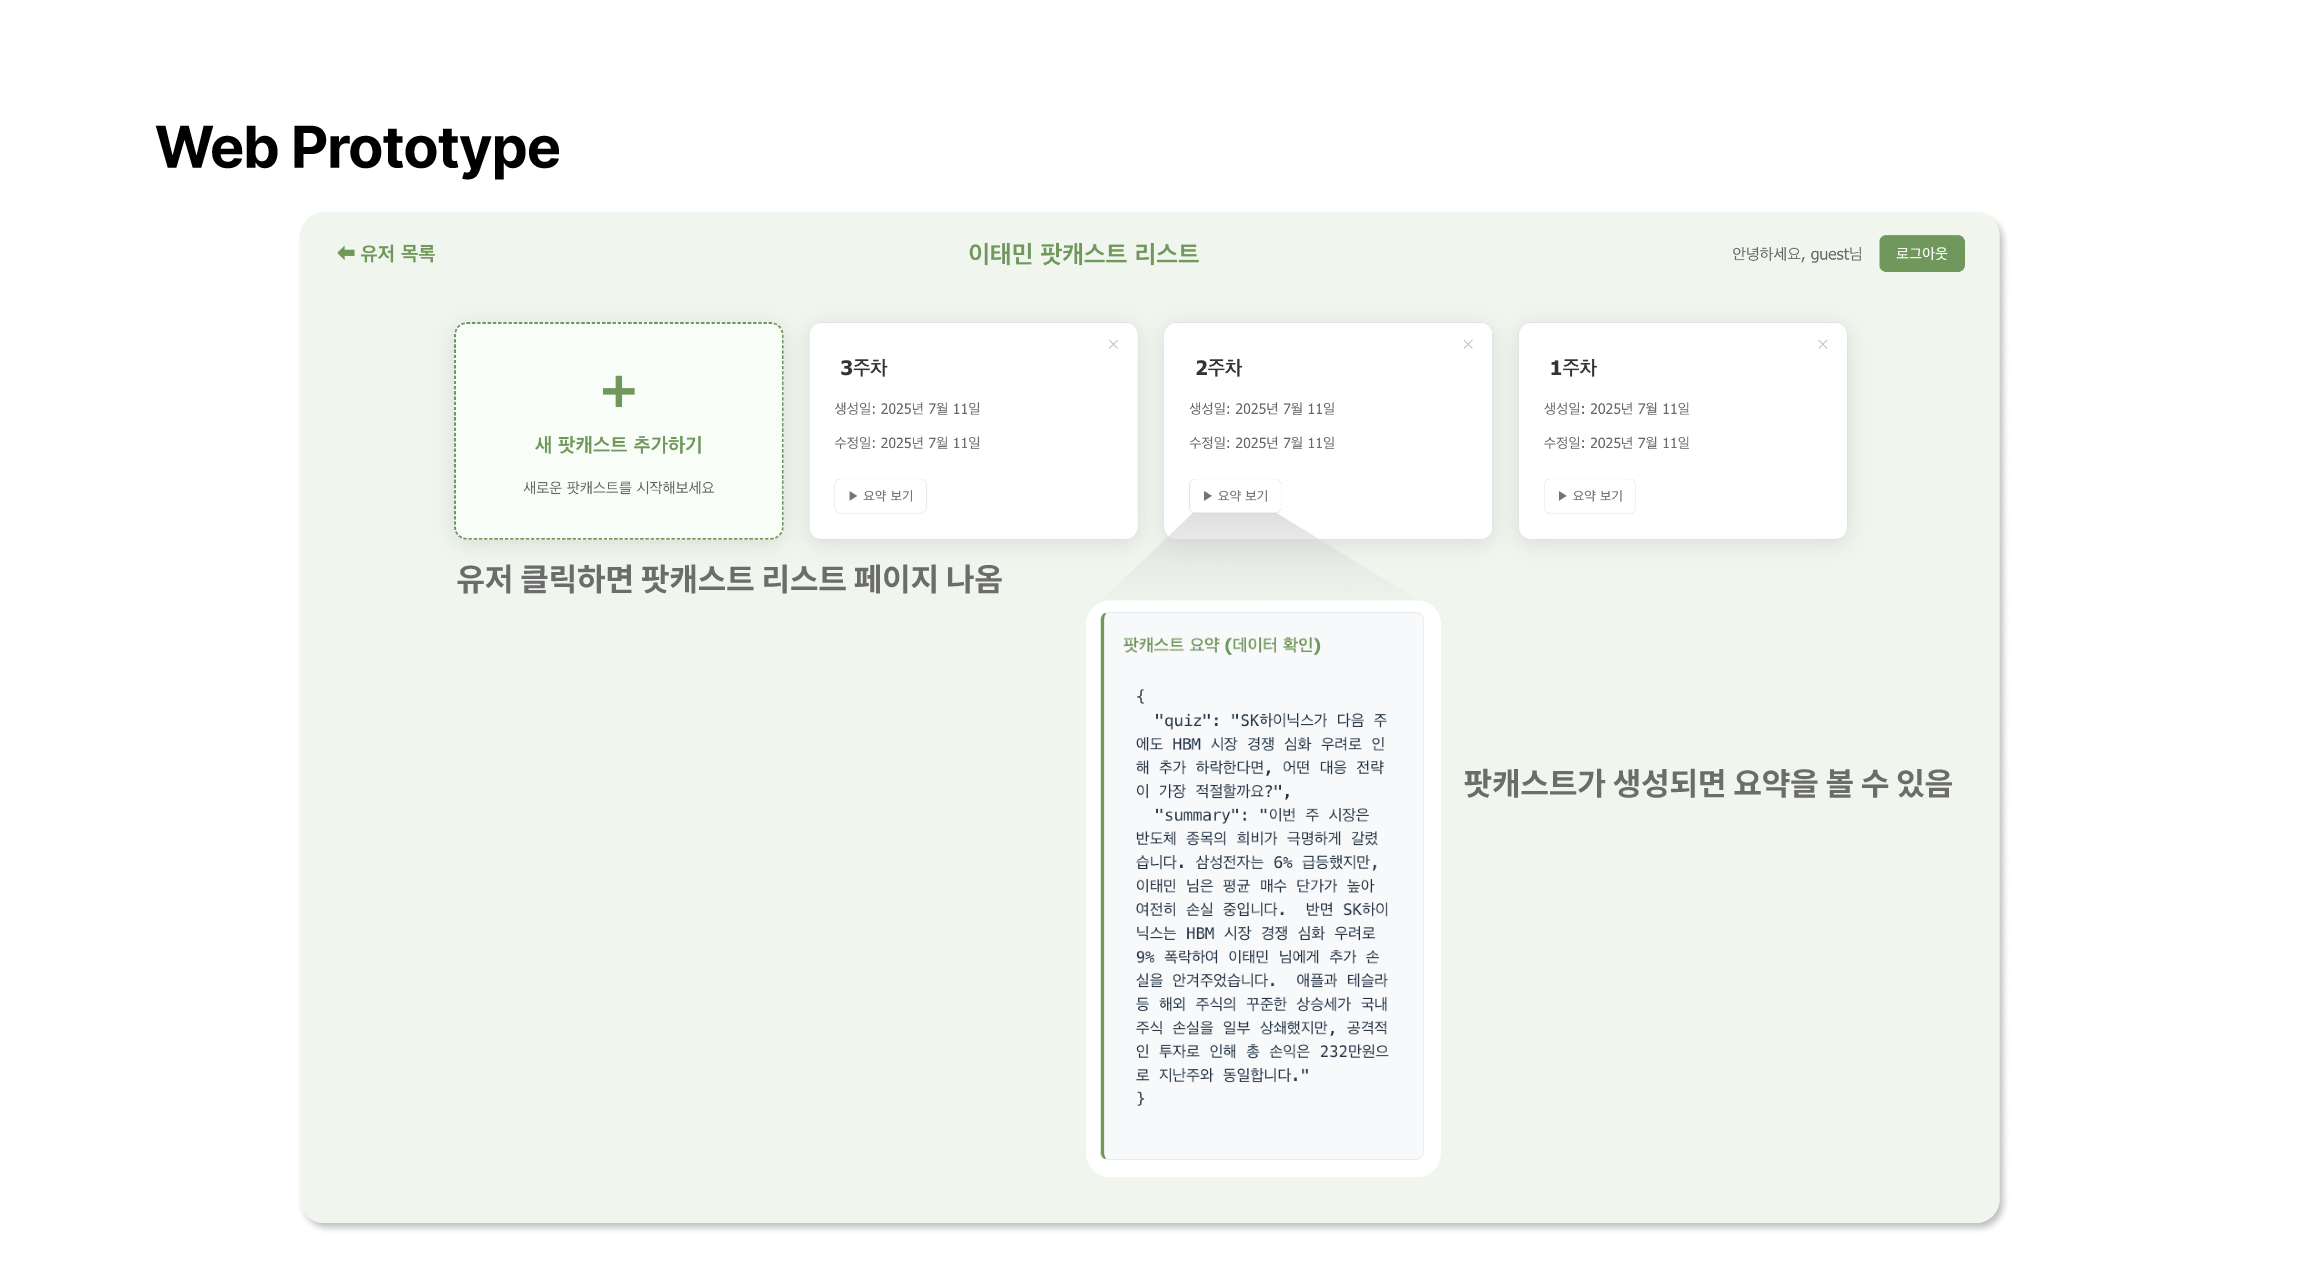 Web Prototype
⬅ 유저 목록
이태민 팟캐스트 리스트
안녕하세요, guest님
로그아웃
+
새 팟캐스트 추가하기
새로운 팟캐스트를 시작해보세요
×
3주차
생성일: 2025년 7월 11일
수정일: 2025년 7월 11일
▶ 요약 보기
×
2주차
생성일: 2025년 7월 11일
수정일: 2025년 7월 11일
▶ 요약 보기
×
1주차
생성일: 2025년 7월 11일
수정일: 2025년 7월 11일
▶ 요약 보기
유저 클릭하면 팟캐스트 리스트 페이지 나옴
팟캐스트 요약 (데이터 확인)
{
"quiz": "SK하이닉스가 다음 주
에도 HBM 시장 경쟁 심화 우려로 인
해 추가 하락한다면, 어떤 대응 전략
이 가장 적절할까요?",
"summary": "이번 주 시장은
반도체 종목의 희비가 극명하게 갈렸
습니다. 삼성전자는 6% 급등했지만,
이태민 님은 평균 매수 단가가 높아
여전히 손실 중입니다.  반면 SK하이
닉스는 HBM 시장 경쟁 심화 우려로
9% 폭락하여 이태민 님에게 추가 손
실을 안겨주었습니다.  애플과 테슬라
등 해외 주식의 꾸준한 상승세가 국내
주식 손실을 일부 상쇄했지만, 공격적
인 투자로 인해 총 손익은 232만원으
로 지난주와 동일합니다."
}
팟캐스트가 생성되면 요약을 볼 수 있음